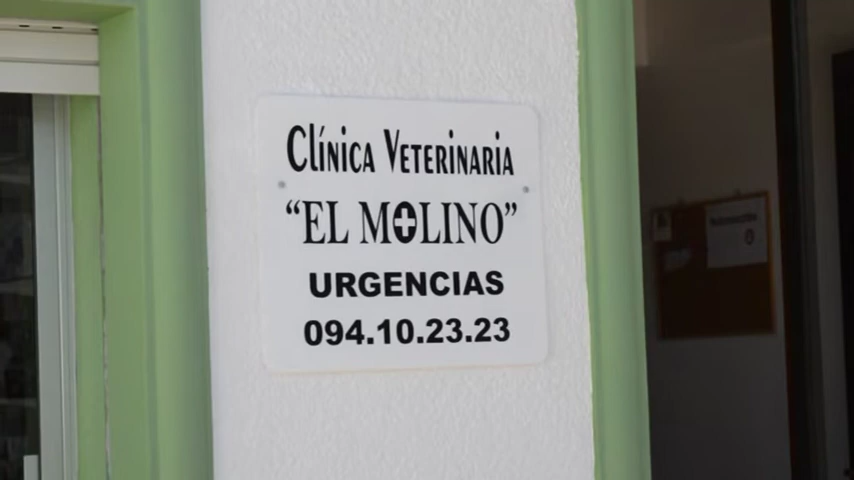 Clínica Veterinaria
“EL MOLINO”
URGENCIAS
094.10.23.23